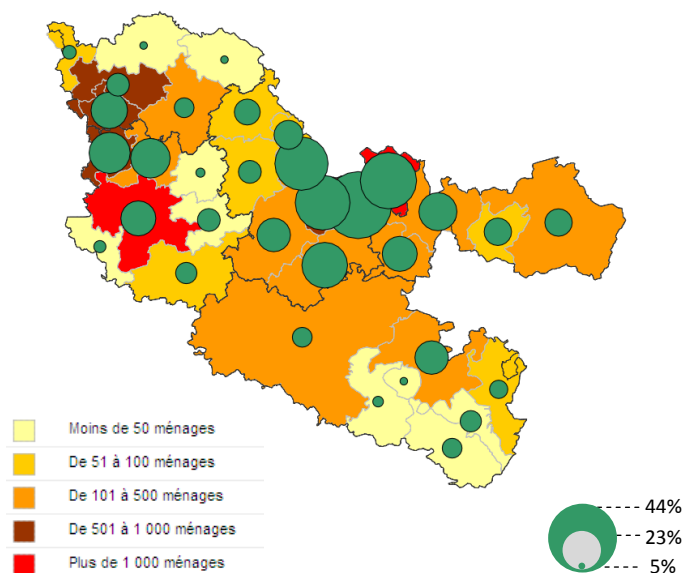 Moins de 50 ménages
De 51 à 100 ménages
De 101 à 500 ménages
De 501 à 1 000 ménages
Plus de 1 000 ménages
44%
23%
5%